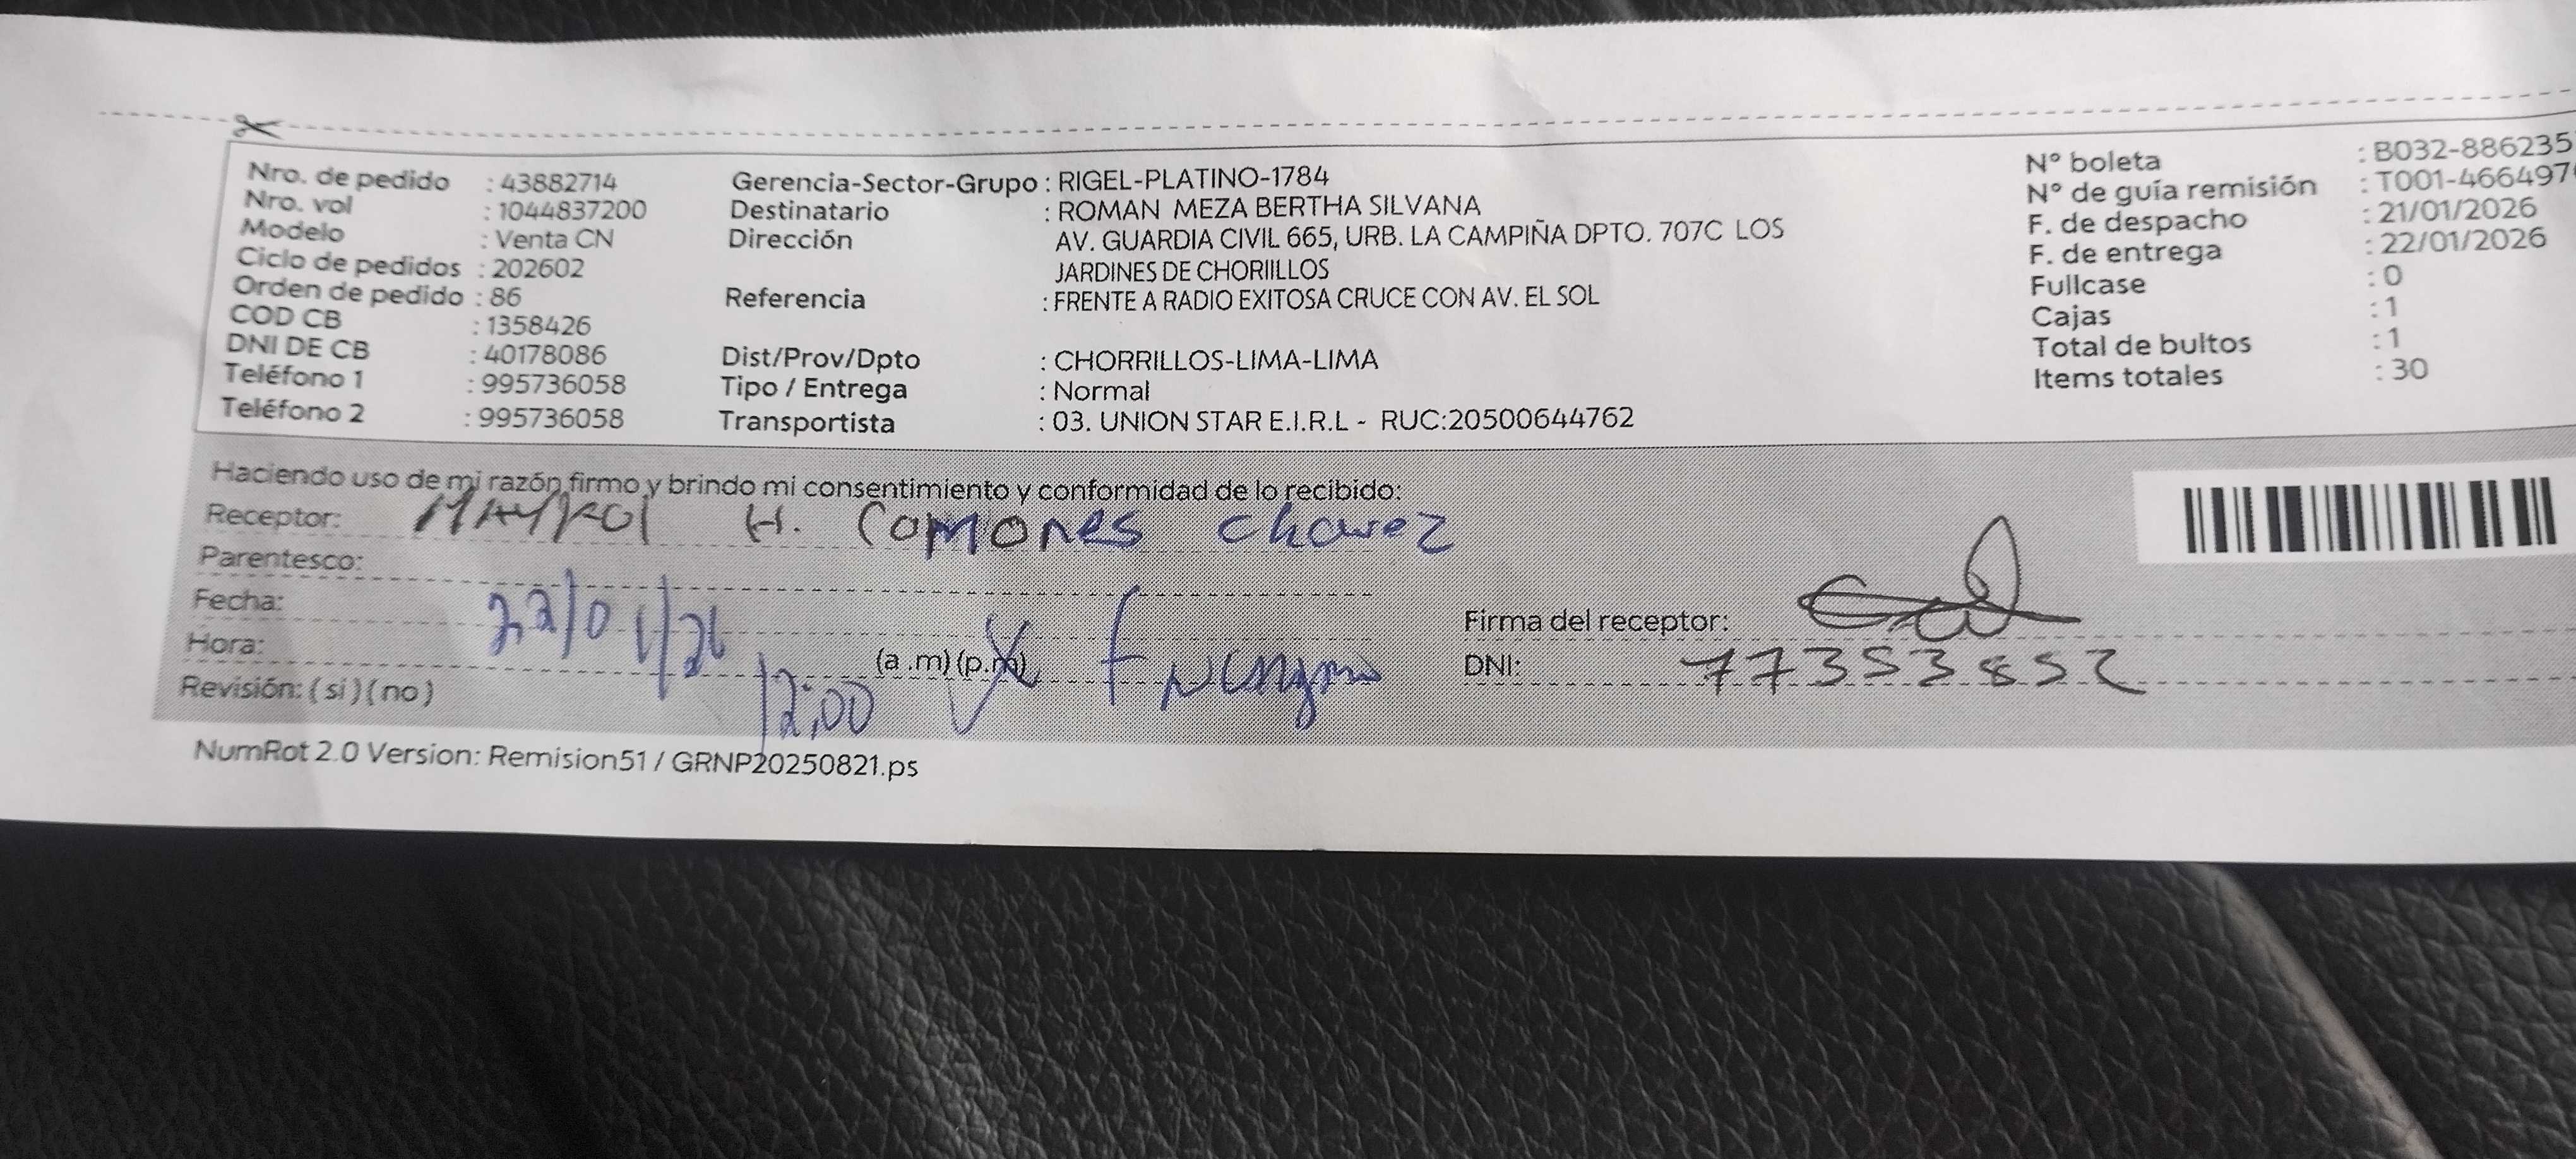 Nro. de pedido : 43882714
Nro. vol : 1044837200
Modelo : Venta CN
Ciclo de pedidos : 202602
Orden de pedido : 86
COD CB : 1358426
DNI DE CB : 40178086
Teléfono 1 : 995736058
Teléfono 2 : 995736058
Gerencia-Sector-Grupo : RIGEL-PLATINO-1784
Destinatario : ROMAN MEZA BERTHA SILVANA
Dirección AV. GUARDIA CIVIL 665, URB. LA CAMPIÑA DPTO. 707C LOS
JARDINES DE CHORIILLOS
Referencia : FRENTE A RADIO EXITOSA CRUCE CON AV. EL SOL
Dist/Prov/Dpto : CHORRILLOS-LIMA-LIMA
Tipo / Entrega : Normal
Transportista : 03. UNION STAR E.I.R.L - RUC:20500644762
N° boleta : B032-886235
N° de guía remisión : T001-466497
F. de despacho : 21/01/2026
F. de entrega : 22/01/2026
Fullcase : 0
Cajas : 1
Total de bultos : 1
Items totales : 30
Haciendo uso de mi razón firmo y brindo mi consentimiento y conformidad de lo recibido:
Receptor: H. Comones chavez
Parentesco:
Fecha: 22/01/26
Hora: 12:00 (a.m)(p.m)
Revisión: (si)(no)
Firma del receptor:
DNI: 77353852
NumRot 2.0 Version: Remision51 / GRNP20250821.ps